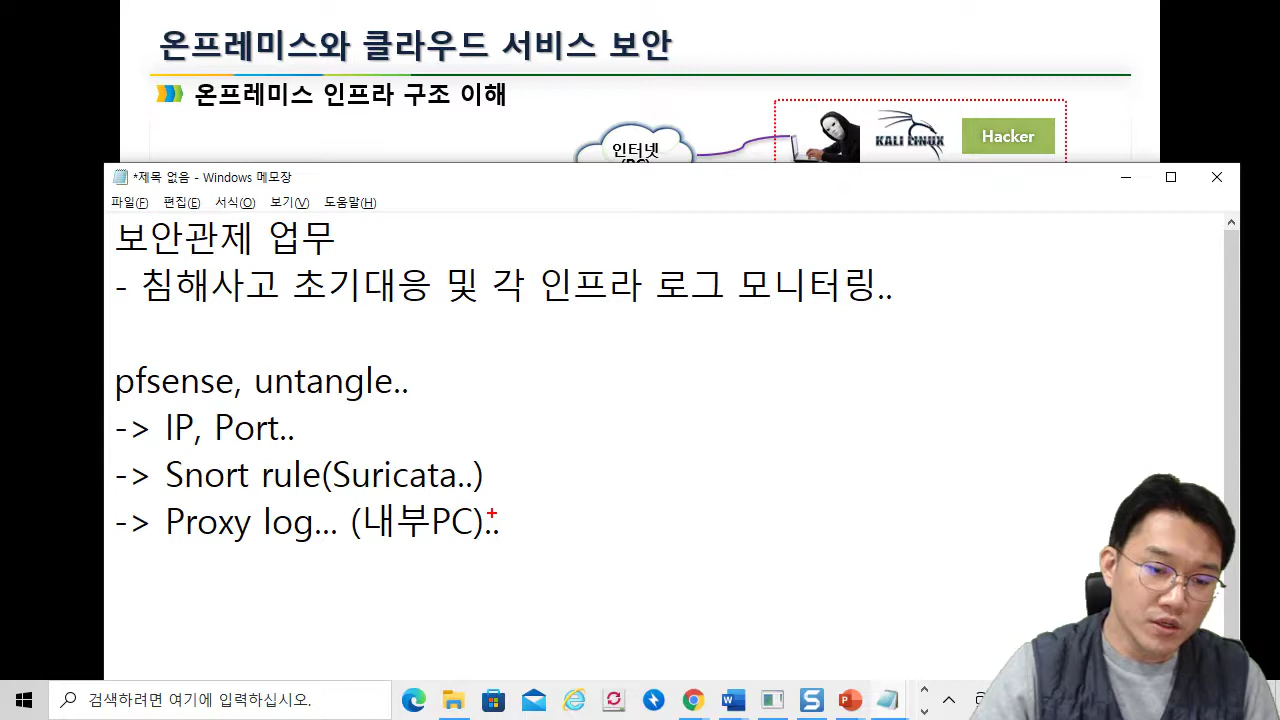 온프레미스와 클라우드 서비스 보안
온프레미스 인프라 구조 이해
인터넷
KALI LINUX
Hacker
*제목 없음 - Windows 메모장
파일(F) 편집(E) 서식(O) 보기(V) 도움말(H)
보안관제 업무
- 침해사고 초기대응 및 각 인프라 로그 모니터링..
pfsense, untangle..
-> IP, Port..
-> Snort rule(Suricata..)
-> Proxy log... (내부PC)..
검색하려면 여기에 입력하십시오.